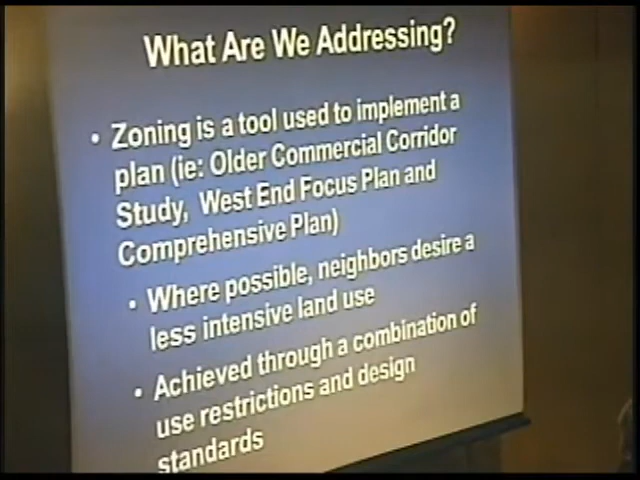 What Are We Addressing?
• Zoning is a tool used to implement a
plan (ie: Older Commercial Corridor
Study, West End Focus Plan and
Comprehensive Plan)
• Where possible, neighbors desire a
less intensive land use
• Achieved through a combination of
use restrictions and design
standards